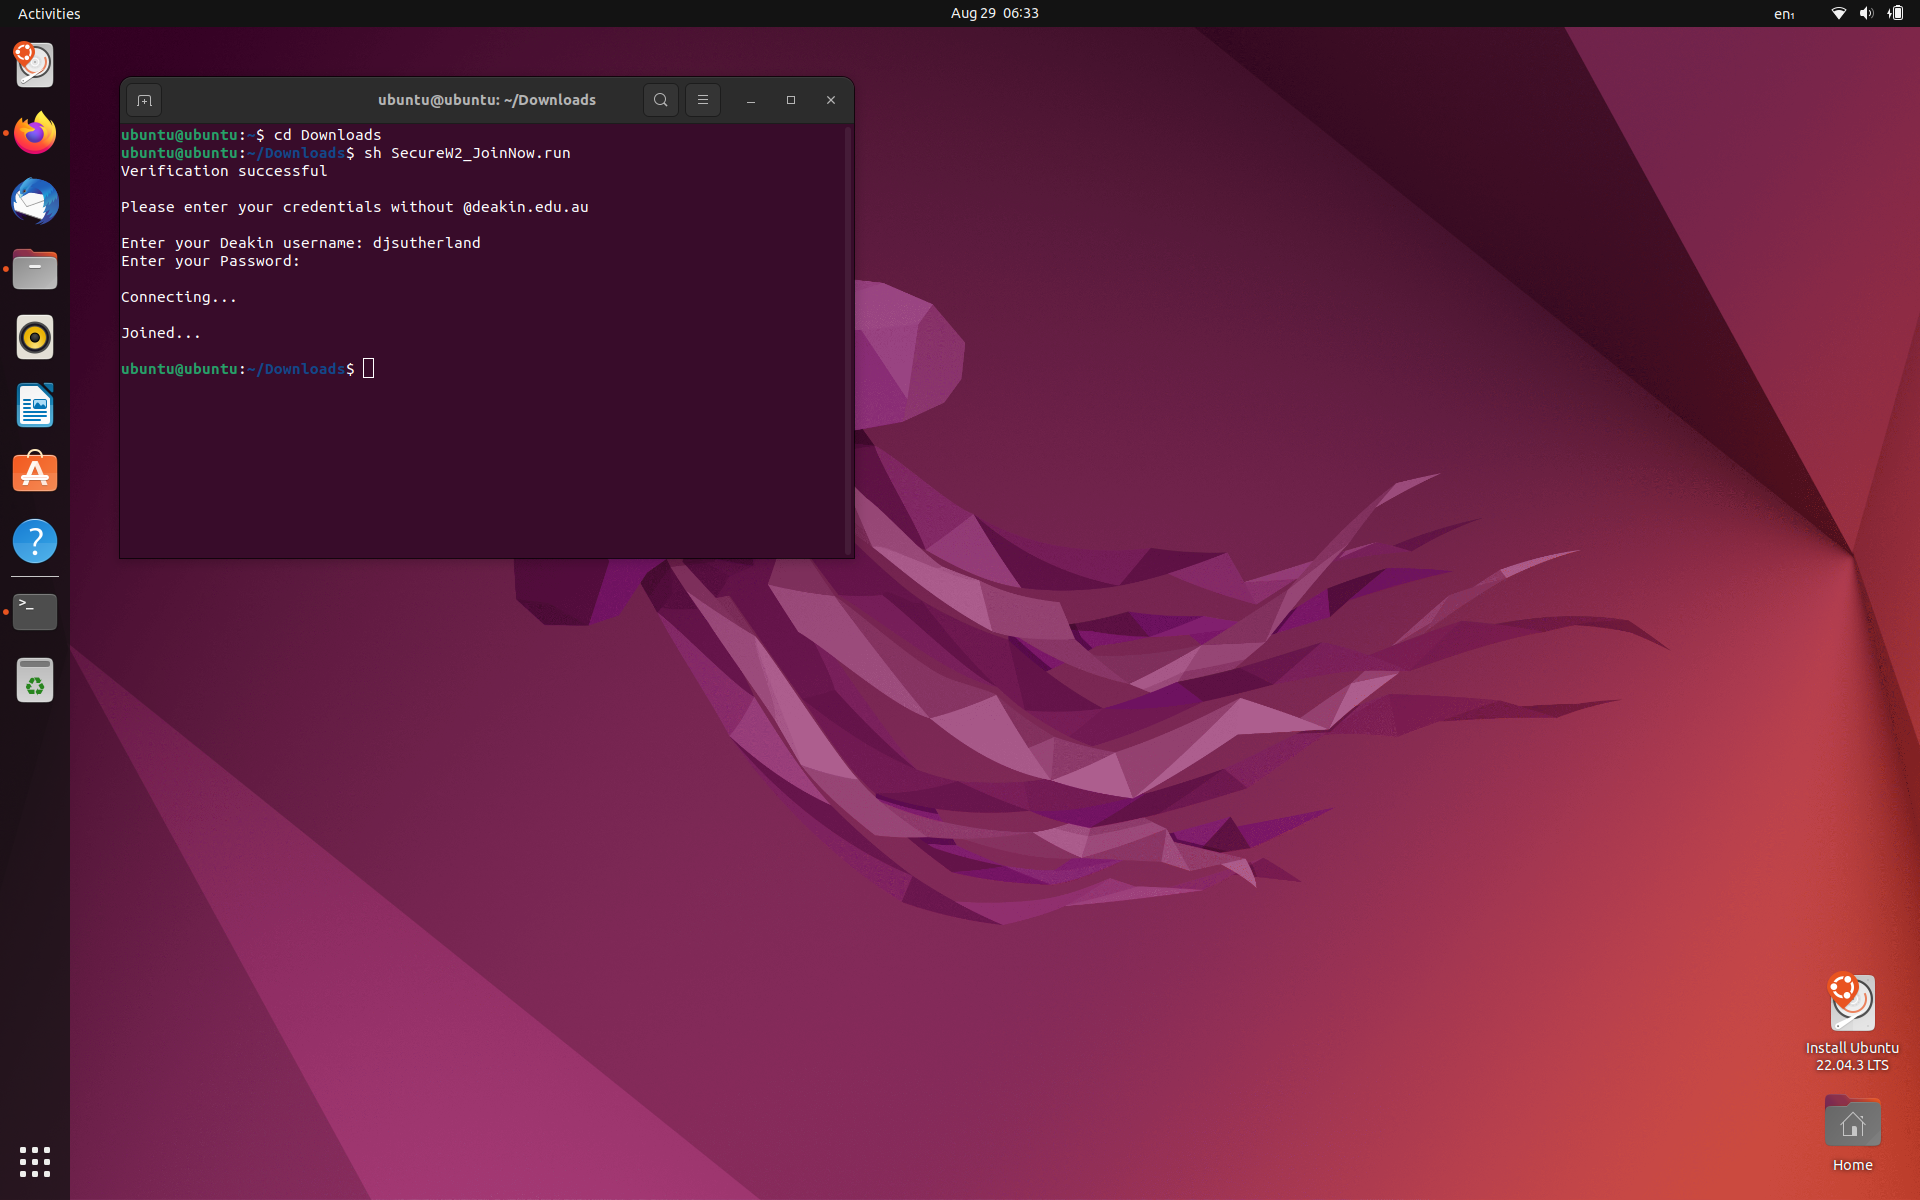 Activities
Aug 29 06:33
en₁
ubuntu@ubuntu: ~/Downloads
ubuntu@ubuntu:~$ cd Downloads
ubuntu@ubuntu:~/Downloads$ sh SecureW2_JoinNow.run
Verification successful
Please enter your credentials without @deakin.edu.au
Enter your Deakin username: djsutherland
Enter your Password:
Connecting...
Joined...
ubuntu@ubuntu:~/Downloads$
Install Ubuntu
22.04.3 LTS
Home